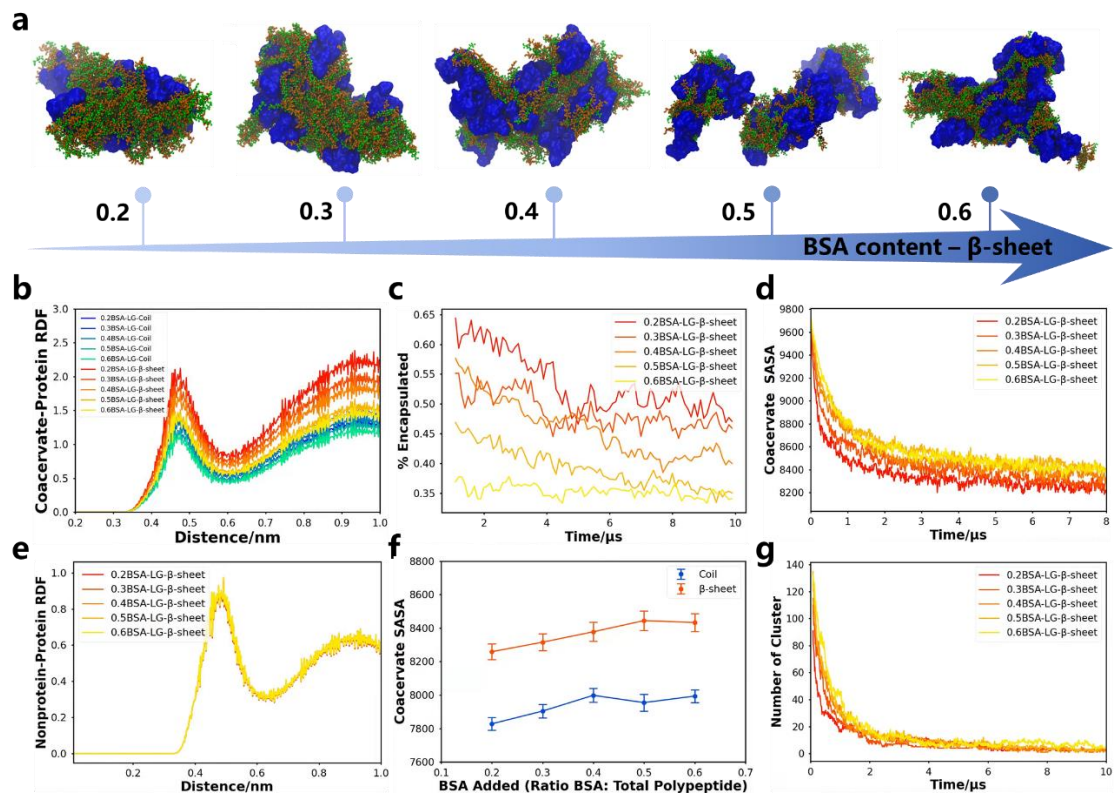 a
0.2
0.3
0.4
0.5
0.6
BSA content – β-sheet
b
Coacervate-Protein RDF
3.0
2.5
2.0
1.5
1.0
0.5
0.0
0.2BSA-LG-Coil
0.3BSA-LG-Coil
0.4BSA-LG-Coil
0.5BSA-LG-Coil
0.6BSA-LG-Coil
0.2BSA-LG-β-sheet
0.3BSA-LG-β-sheet
0.4BSA-LG-β-sheet
0.5BSA-LG-β-sheet
0.6BSA-LG-β-sheet
0.2 0.3 0.4 0.5 0.6 0.7 0.8 0.9 1.0
Distence/nm
c
% Encapsulated
0.65
0.60
0.55
0.50
0.45
0.40
0.35
0.2BSA-LG-β-sheet
0.3BSA-LG-β-sheet
0.4BSA-LG-β-sheet
0.5BSA-LG-β-sheet
0.6BSA-LG-β-sheet
2 4 6 8 10
Time/μs
d
Coacervate SASA
9800
9600
9400
9200
9000
8800
8600
8400
8200
0.2BSA-LG-β-sheet
0.3BSA-LG-β-sheet
0.4BSA-LG-β-sheet
0.5BSA-LG-β-sheet
0.6BSA-LG-β-sheet
0 1 2 3 4 5 6 7 8
Time/μs
e
Nonprotein-Protein RDF
1.0
0.8
0.6
0.4
0.2
0.0
0.2BSA-LG-β-sheet
0.3BSA-LG-β-sheet
0.4BSA-LG-β-sheet
0.5BSA-LG-β-sheet
0.6BSA-LG-β-sheet
0.2 0.4 0.6 0.8 1.0
Distance/nm
f
Coacervate SASA
8800
8600
8400
8200
8000
7800
7600
Coil
β-sheet
0.1 0.2 0.3 0.4 0.5 0.6 0.7
BSA Added (Ratio BSA: Total Polypeptide)
g
Number of Cluster
140
120
100
80
60
40
20
0
0.2BSA-LG-β-sheet
0.3BSA-LG-β-sheet
0.4BSA-LG-β-sheet
0.5BSA-LG-β-sheet
0.6BSA-LG-β-sheet
0 2 4 6 8 10
Time/μs